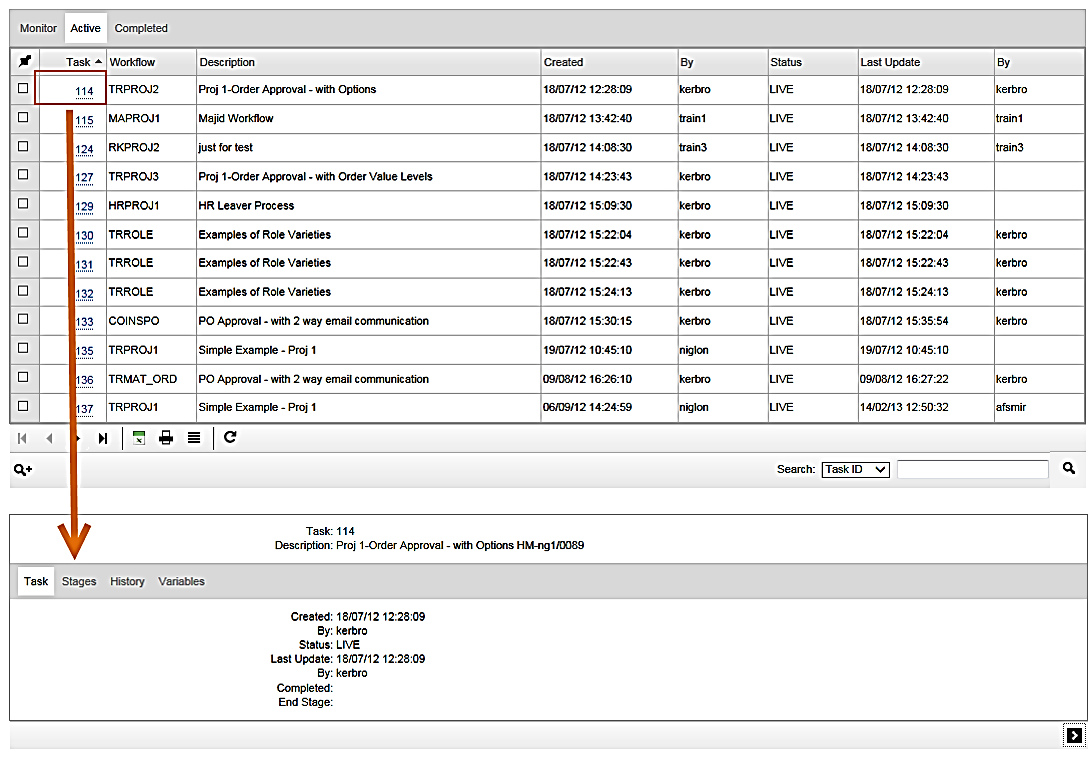 Monitor Active Completed
Task Workflow Description Created By Status Last Update By
114 TRPROJ2 Proj 1-Order Approval - with Options 18/07/12 12:28:09 kerbro LIVE 18/07/12 12:28:09 kerbro
115 MAPROJ1 Majid Workflow 18/07/12 13:42:40 train1 LIVE 18/07/12 13:42:40 train1
124 RKPROJ2 just for test 18/07/12 14:08:30 train3 LIVE 18/07/12 14:08:30 train3
127 TRPROJ3 Proj 1-Order Approval - with Order Value Levels 18/07/12 14:23:43 kerbro LIVE 18/07/12 14:23:43
129 HRPROJ1 HR Leaver Process 18/07/12 15:09:30 kerbro LIVE 18/07/12 15:09:30
130 TRROLE Examples of Role Varieties 18/07/12 15:22:04 kerbro LIVE 18/07/12 15:22:04 kerbro
131 TRROLE Examples of Role Varieties 18/07/12 15:22:43 kerbro LIVE 18/07/12 15:22:43 kerbro
132 TRROLE Examples of Role Varieties 18/07/12 15:24:13 kerbro LIVE 18/07/12 15:24:13 kerbro
133 COINSPO PO Approval - with 2 way email communication 18/07/12 15:30:15 kerbro LIVE 18/07/12 15:35:54 kerbro
135 TRPROJ1 Simple Example - Proj 1 19/07/12 10:45:10 niglon LIVE 19/07/12 10:45:10
136 TRMAT_ORD PO Approval - with 2 way email communication 09/08/12 16:26:10 kerbro LIVE 09/08/12 16:27:22 kerbro
137 TRPROJ1 Simple Example - Proj 1 06/09/12 14:24:59 niglon LIVE 14/02/13 12:50:32 afsmir
Search: Task ID
Task: 114
Description: Proj 1-Order Approval - with Options HM-ng1/0089
Task Stages History Variables
Created: 18/07/12 12:28:09
By: kerbro
Status: LIVE
Last Update: 18/07/12 12:28:09
By: kerbro
Completed:
End Stage: